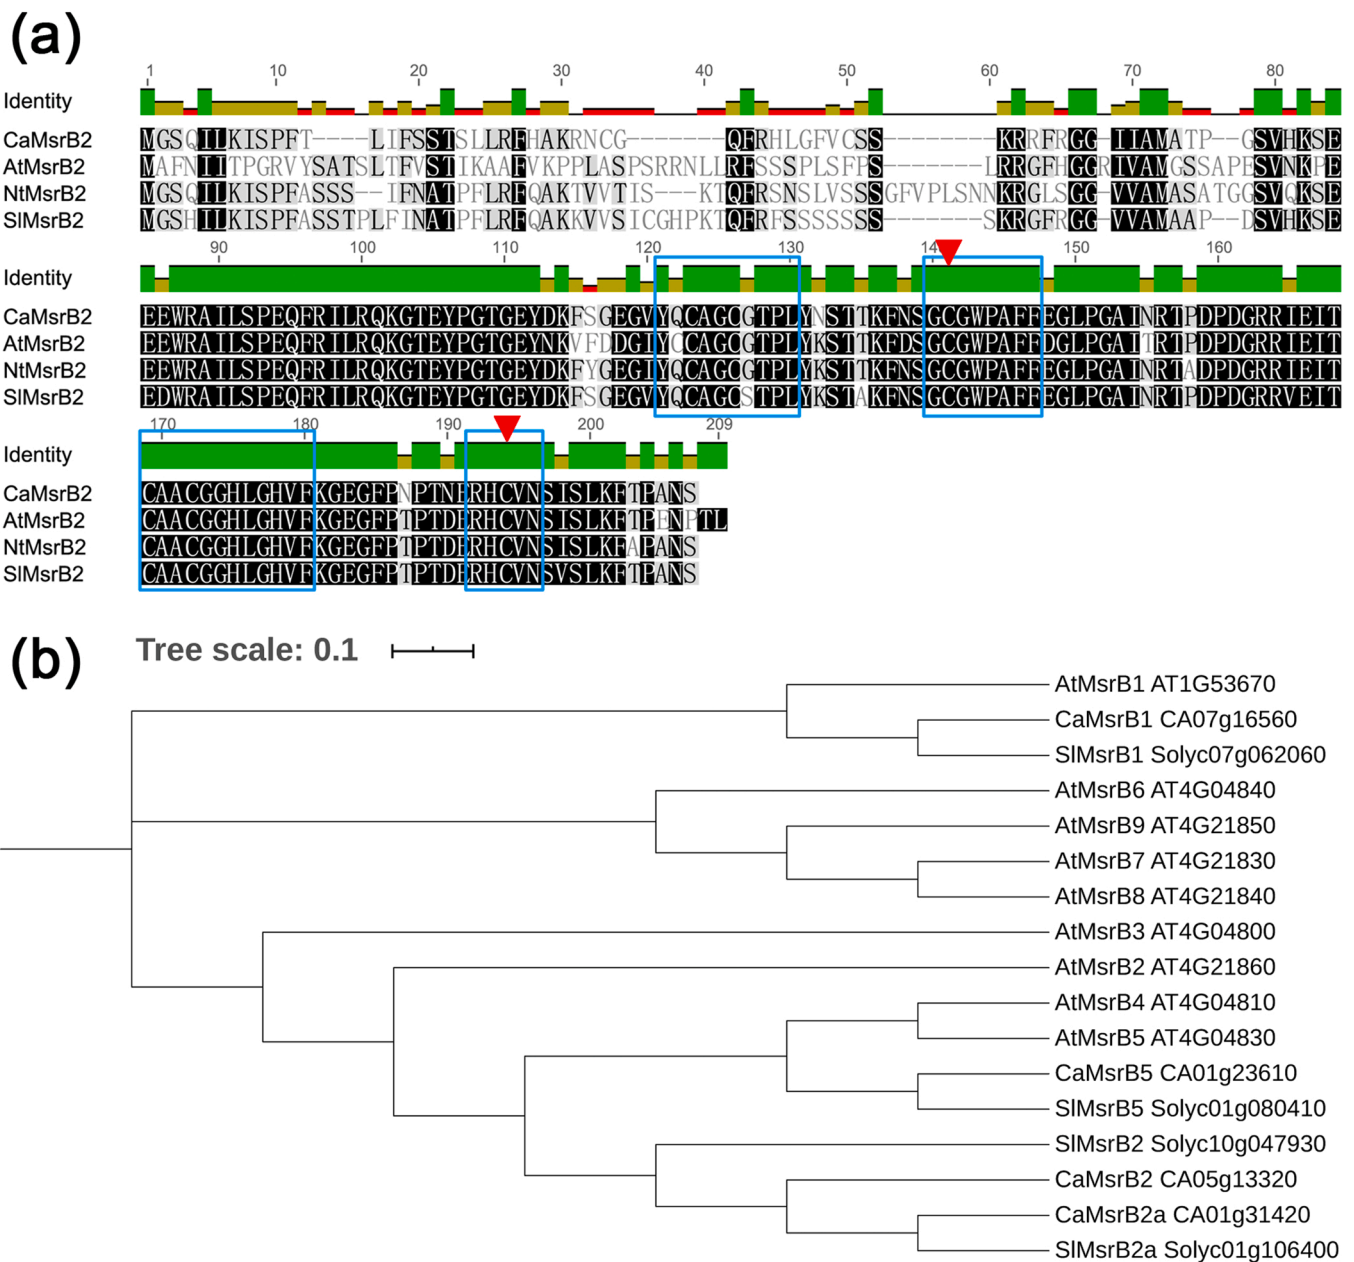 (a)
1 10 20 30 40 50 60 70 80
Identity
CaMsrB2 MGSQILKISPFT----LIFSSTSLLRFHAKRNCG-------QFRHLGFVCSS--------KRRFRGG-IIAMATP--GSVHKSE
AtMsrB2 MAFNIITPGRVYSATSLTFVSTIKAAFVKPPLASPSRRNLLRFSSSPLSFPS-------LRRGFHGGRIVAMGSSAPESVNKPE
NtMsrB2 MGSQILKISPFASSS--IFNATPFLRFQAKTVVTIS---KTQFRSNSLVSSSGFVPLSNNKRGLSGG-VVAMASATGGSVQKSE
SlMsrB2 MGSHILKISPFASSTPLFINATPFLRFQAKKVVSICGHPKTQFRFSSSSSSS-------SKRGFRGG-VVAMAAP--DSVHKSE
90 100 110 120 130 14 150 160
Identity
CaMsrB2 EEWRAILSPEQFRILRQKGTEYPGTGEYDKFSGEGVYQCAGCGTPLYNSTTKFNSGCGWPAFFEGLPGAINRTPDPDGRRIEIT
AtMsrB2 EEWRAILSPEQFRILRQKGTEYPGTGEYNKVFDDGIYCCAGCGTPLYKSTTKFDSGCGWPAFFDGLPGAITRTPDPDGRRIEIT
NtMsrB2 EEWRAILSPEQFRILRQKGTEYPGTGEYDKFYGEGIYQCAGCGTPLYKSTTKFNSGCGWPAFFEGLPGAINRTADPDGRRIEIT
SlMsrB2 EDWRAILSPEQFRILRQKGTEYPGTGEYDKFSGEGVYQCAGCSTPLYKSTAKFNSGCGWPAFFEGLPGAINRTPDPDGRRVEIT
170 180 190 200 209
Identity
CaMsrB2 CAACGGHLGHVFKGEGFPNPTNERHCVNSISLKFTPANS
AtMsrB2 CAACGGHLGHVFKGEGFPTPTDERHCVNSISLKFTPENPTL
NtMsrB2 CAACGGHLGHVFKGEGFPTPTDERHCVNSISLKFAPANS
SlMsrB2 CAACGGHLGHVFKGEGFPTPTDERHCVNSVSLKFTPANS
(b)
Tree scale: 0.1
AtMsrB1 AT1G53670
CaMsrB1 CA07g16560
SlMsrB1 Solyc07g062060
AtMsrB6 AT4G04840
AtMsrB9 AT4G21850
AtMsrB7 AT4G21830
AtMsrB8 AT4G21840
AtMsrB3 AT4G04800
AtMsrB2 AT4G21860
AtMsrB4 AT4G04810
AtMsrB5 AT4G04830
CaMsrB5 CA01g23610
SlMsrB5 Solyc01g080410
SlMsrB2 Solyc10g047930
CaMsrB2 CA05g13320
CaMsrB2a CA01g31420
SlMsrB2a Solyc01g106400